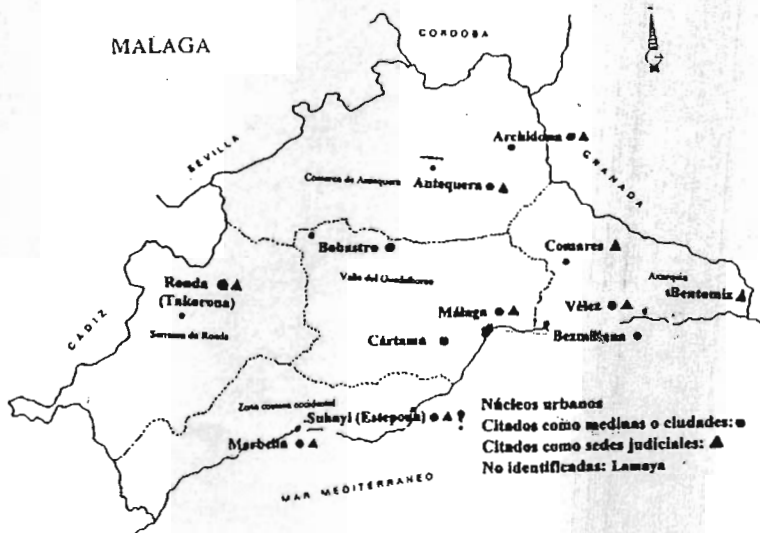 MALAGA
CORDOBA
SEVILLA
GRANADA
CADIZ
Archidona ●▲
Comarca de Antequera
Antequera ●▲
Bobastro ●
Comares ▲
Valle del Guadalhorce
Axarquía
Bentomiz ▲
Ronda ●▲
(Takorona)
Serranía de Ronda
Málaga ●▲
Vélez ●▲
Cártama ●
Bezmiliana ●
Zona costera occidental
Suhayl (Estepona) ●▲
Marbella ●▲
MAR MEDITERRANEO
Núcleos urbanos
Citados como medinas o ciudades: ●
Citados como sedes judiciales: ▲
No identificadas: Lamaya